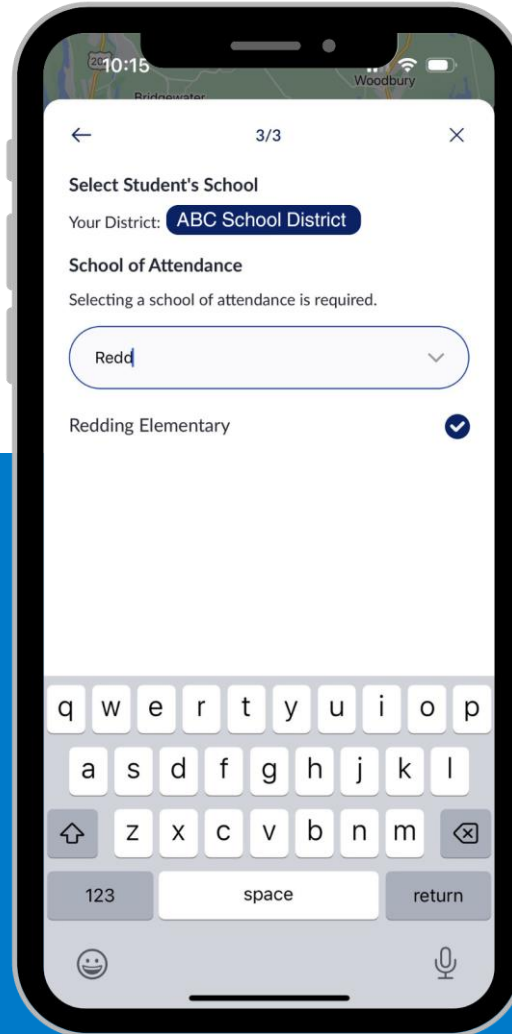 202
10:15
Woodbury
Bridgewater
3/3
Select Student's School
Your District: ABC School District
School of Attendance
Selecting a school of attendance is required.
Redd
Redding Elementary
q w e r t y u i o p
a s d f g h j k l
z x c v b n m
123 space return